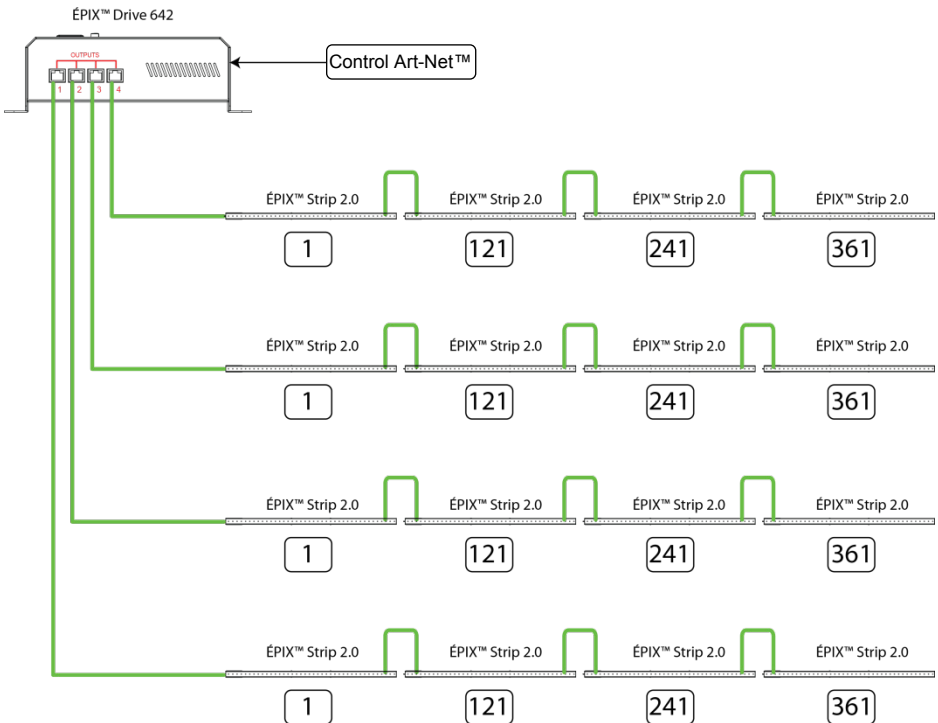 ÉPIX™ Drive 642
OUTPUTS
1 2 3 4
Control Art-Net™
ÉPIX™ Strip 2.0 ÉPIX™ Strip 2.0 ÉPIX™ Strip 2.0 ÉPIX™ Strip 2.0
1 121 241 361
ÉPIX™ Strip 2.0 ÉPIX™ Strip 2.0 ÉPIX™ Strip 2.0 ÉPIX™ Strip 2.0
1 121 241 361
ÉPIX™ Strip 2.0 ÉPIX™ Strip 2.0 ÉPIX™ Strip 2.0 ÉPIX™ Strip 2.0
1 121 241 361
ÉPIX™ Strip 2.0 ÉPIX™ Strip 2.0 ÉPIX™ Strip 2.0 ÉPIX™ Strip 2.0
1 121 241 361